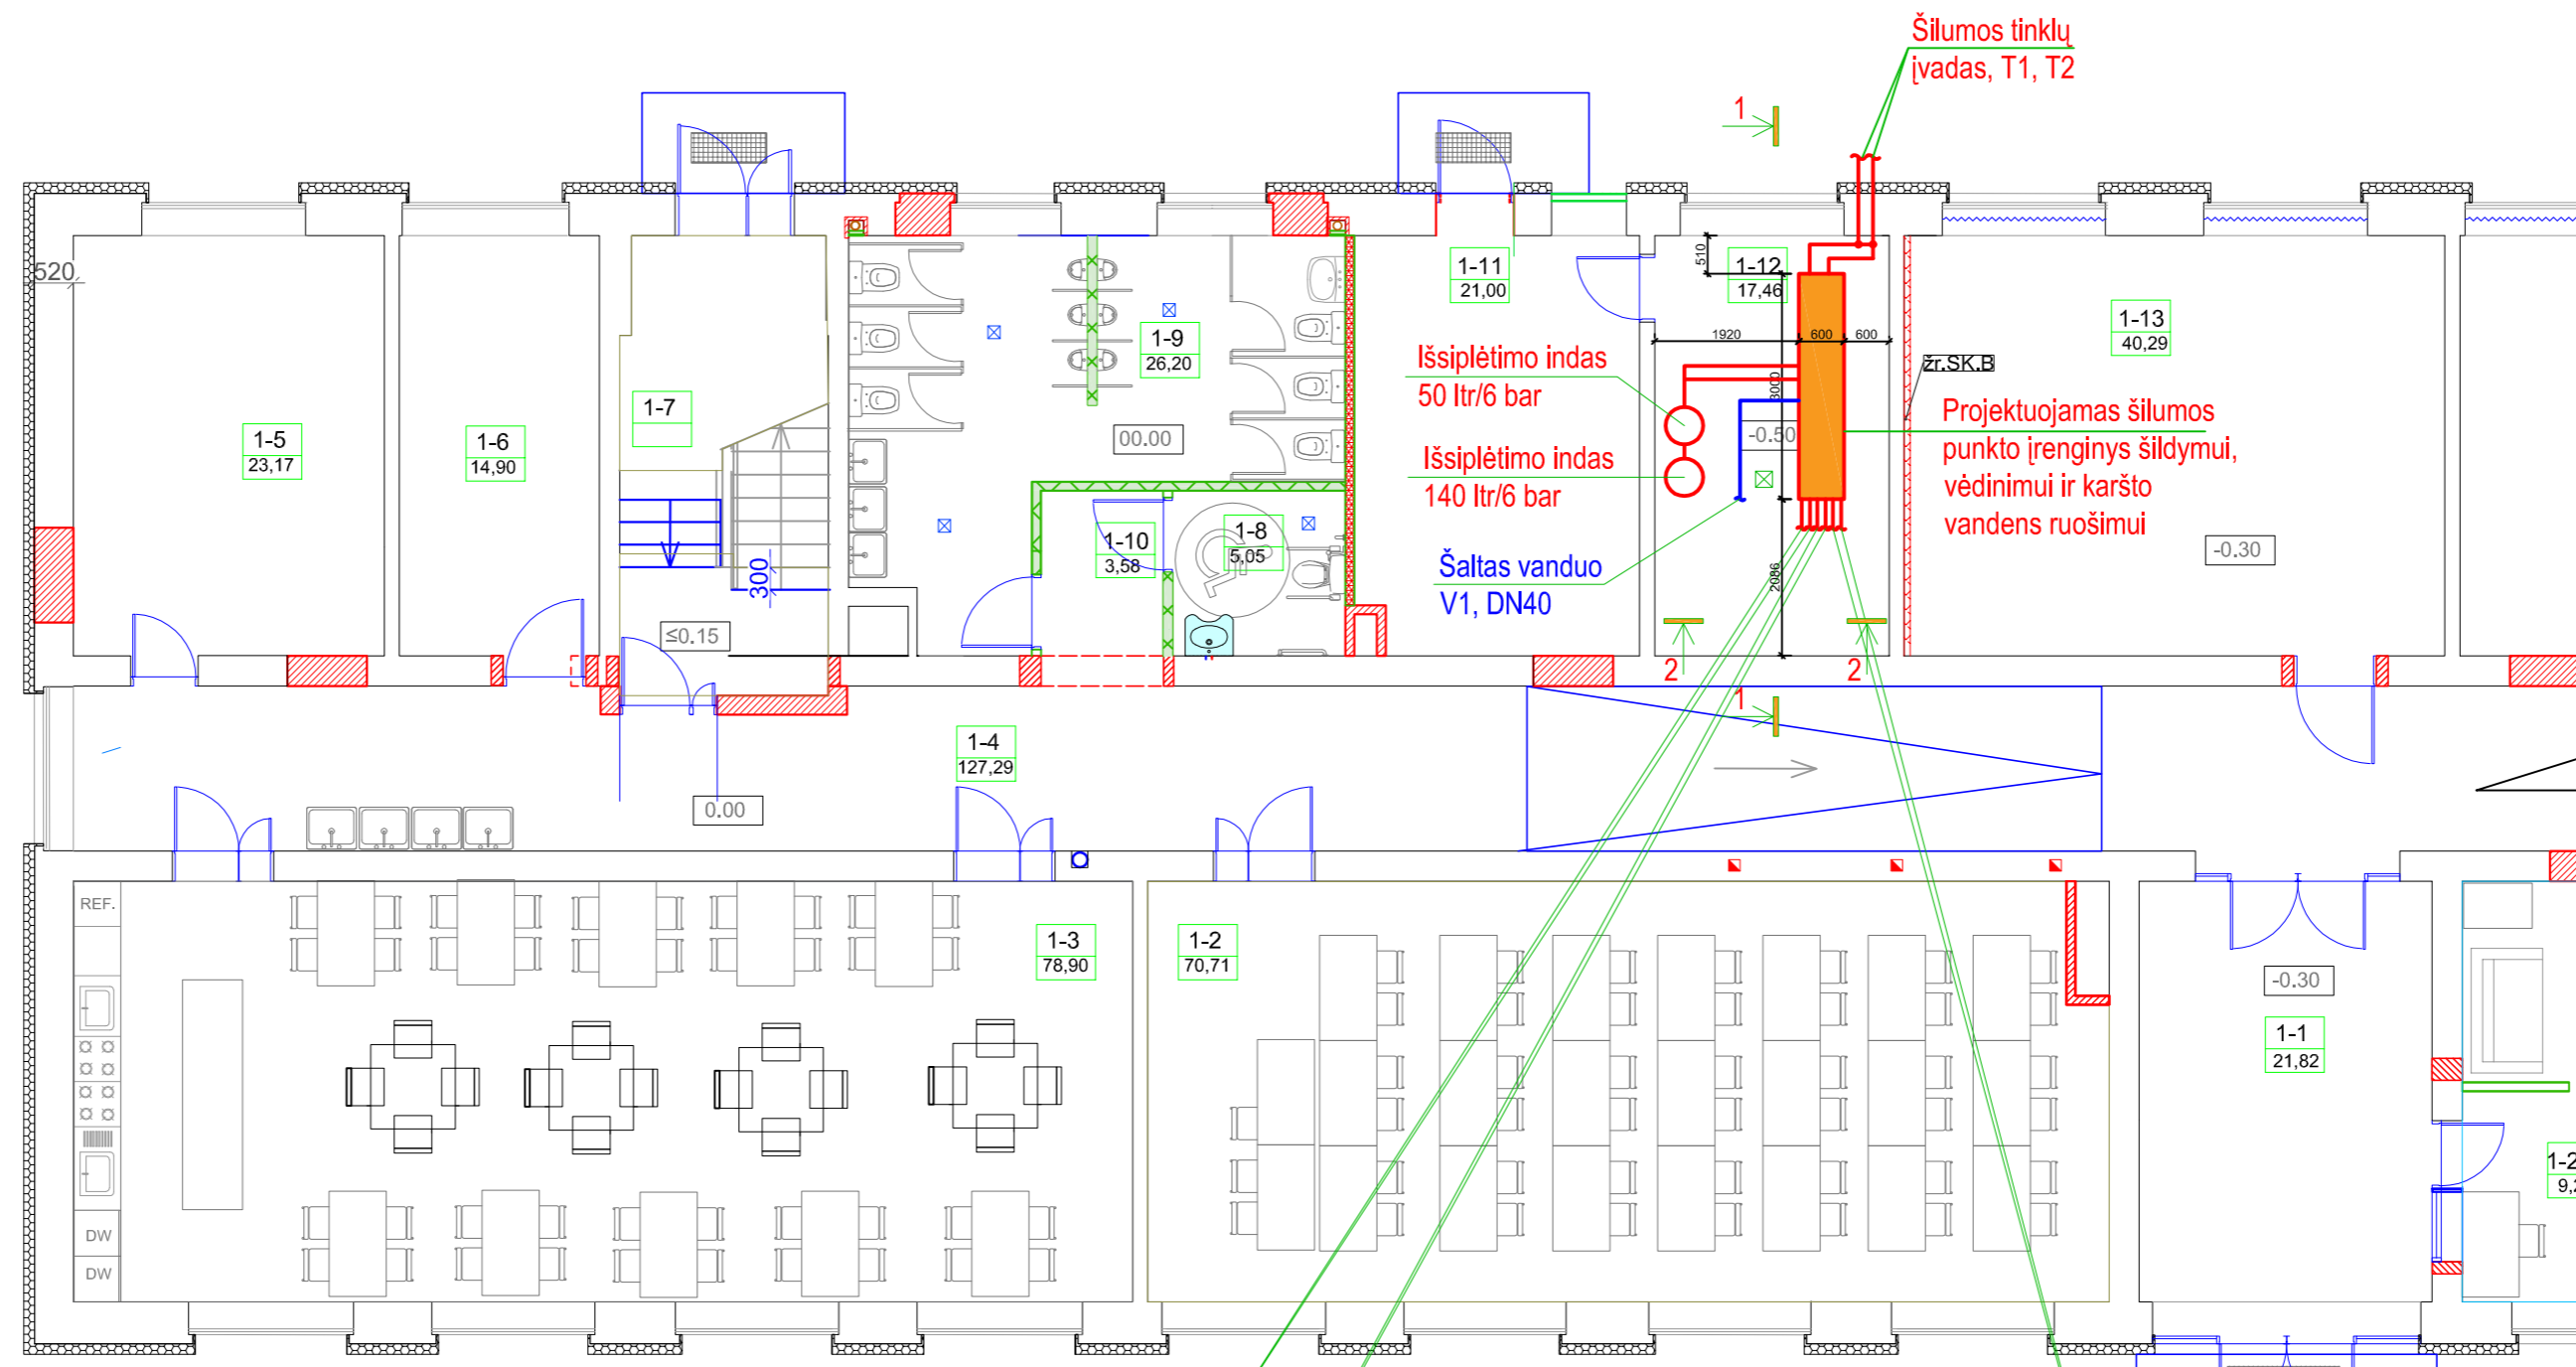 Šilumos tinklų
įvadas, T1, T2
1
520
510
1-11
21,00
1-12
17,46
1-13
40,29
1-9
26,20
1920
600
600
žr.SK.B
Išsiplėtimo indas
50 ltr/6 bar
3000
1-7
Projektuojamas šilumos
punkto įrenginys šildymui,
vėdinimui ir karšto
vandens ruošimui
1-5
23,17
1-6
14,90
00.00
-0.50
Išsiplėtimo indas
140 ltr/6 bar
1-10
3,58
1-8
5,05
-0.30
Šaltas vanduo
V1, DN40
300
2086
≤0.15
2
2
1
1-4
127,29
0.00
REF.
1-3
78,90
1-2
70,71
-0.30
1-1
21,82
DW
DW